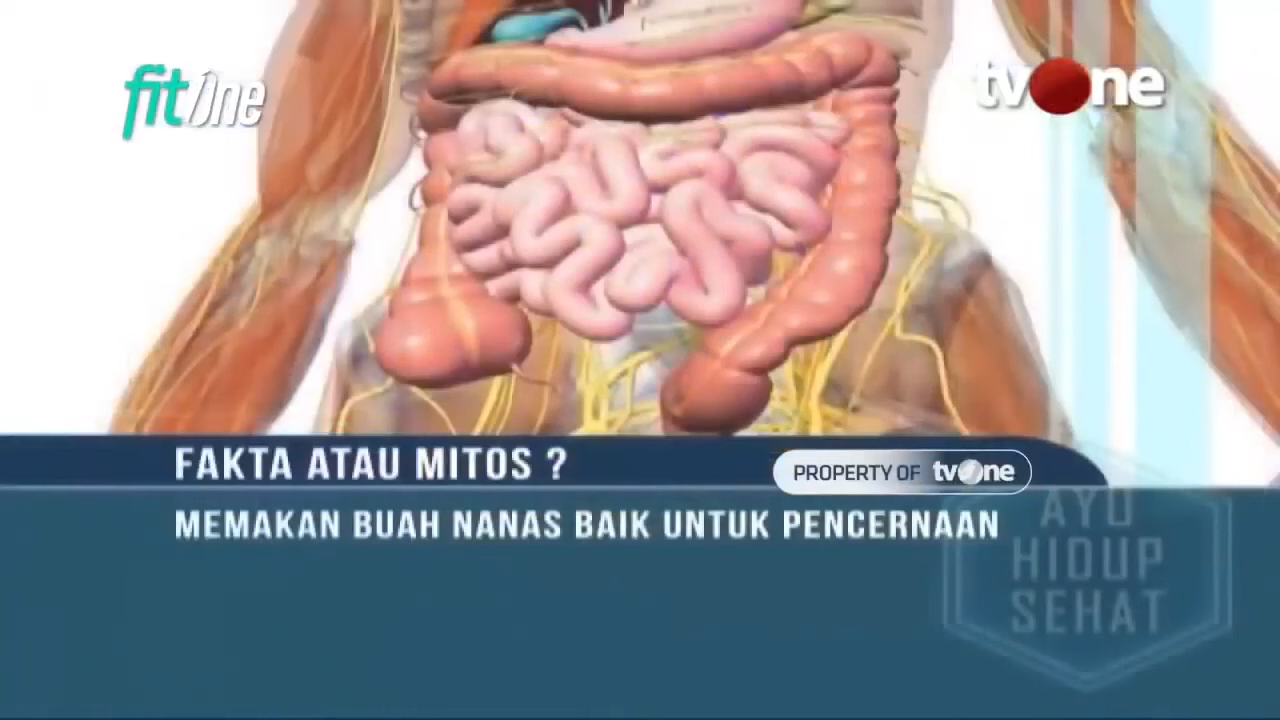 fitOne
tvOne
FAKTA ATAU MITOS ?
PROPERTY OF tvOne
MEMAKAN BUAH NANAS BAIK UNTUK PENCERNAAN
AYO
HIDUP
SEHAT